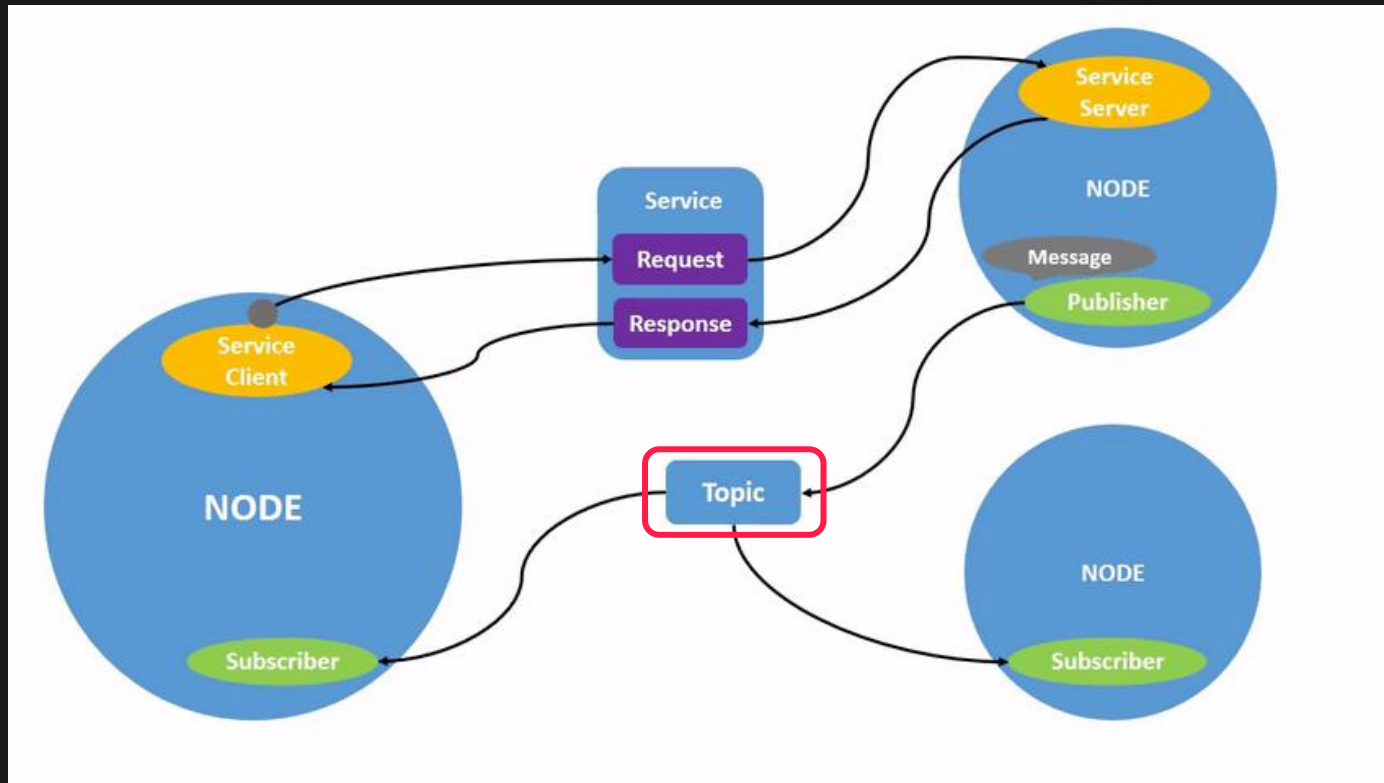 Service
Server
NODE
Message
Publisher
Service
Request
Response
Service
Client
NODE
Subscriber
Topic
NODE
Subscriber